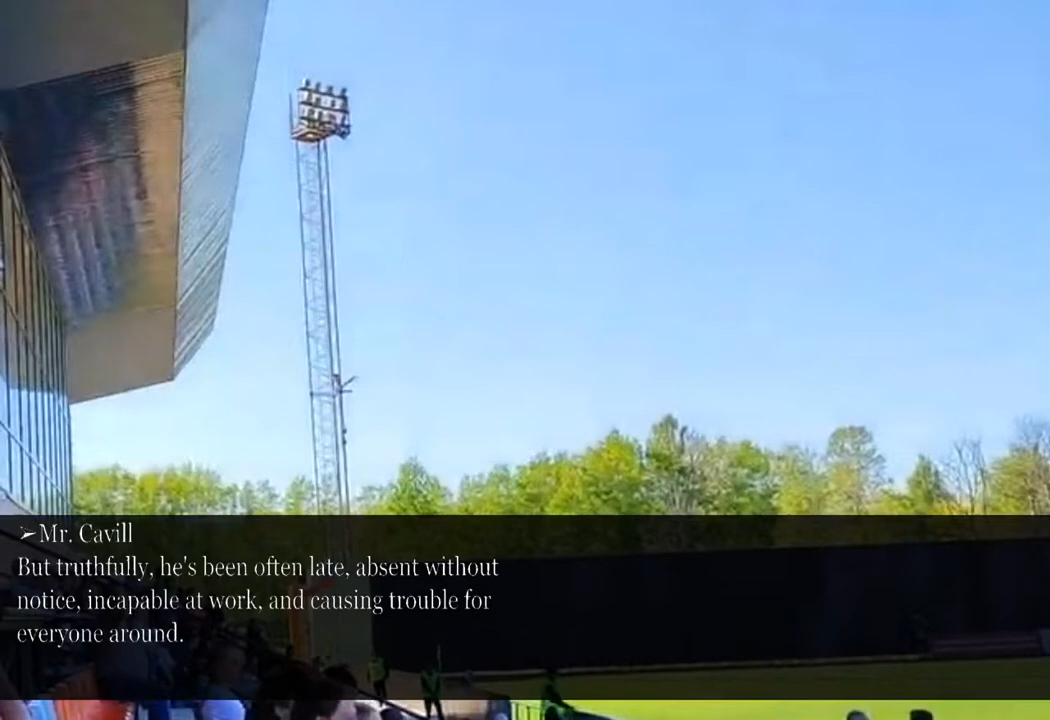 ➢Mr. Cavill
But truthfully, he's been often late, absent without
notice, incapable at work, and causing trouble for
everyone around.